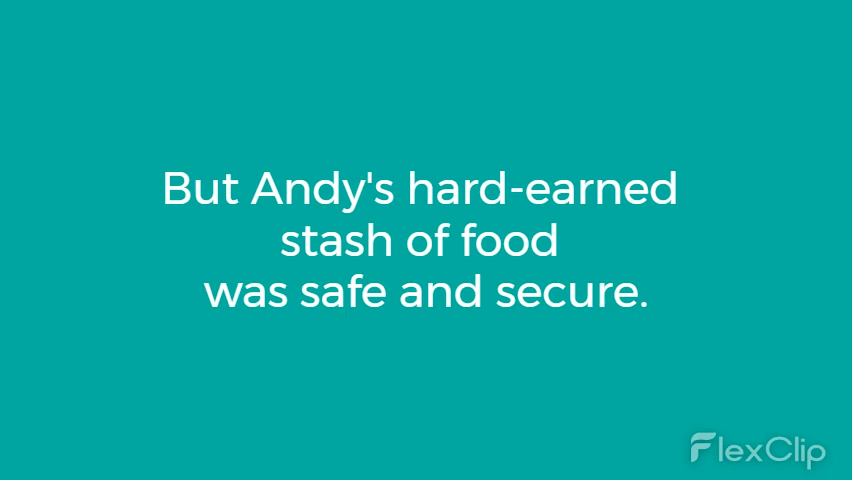 But Andy's hard-earned
stash of food
was safe and secure.
FlexClip